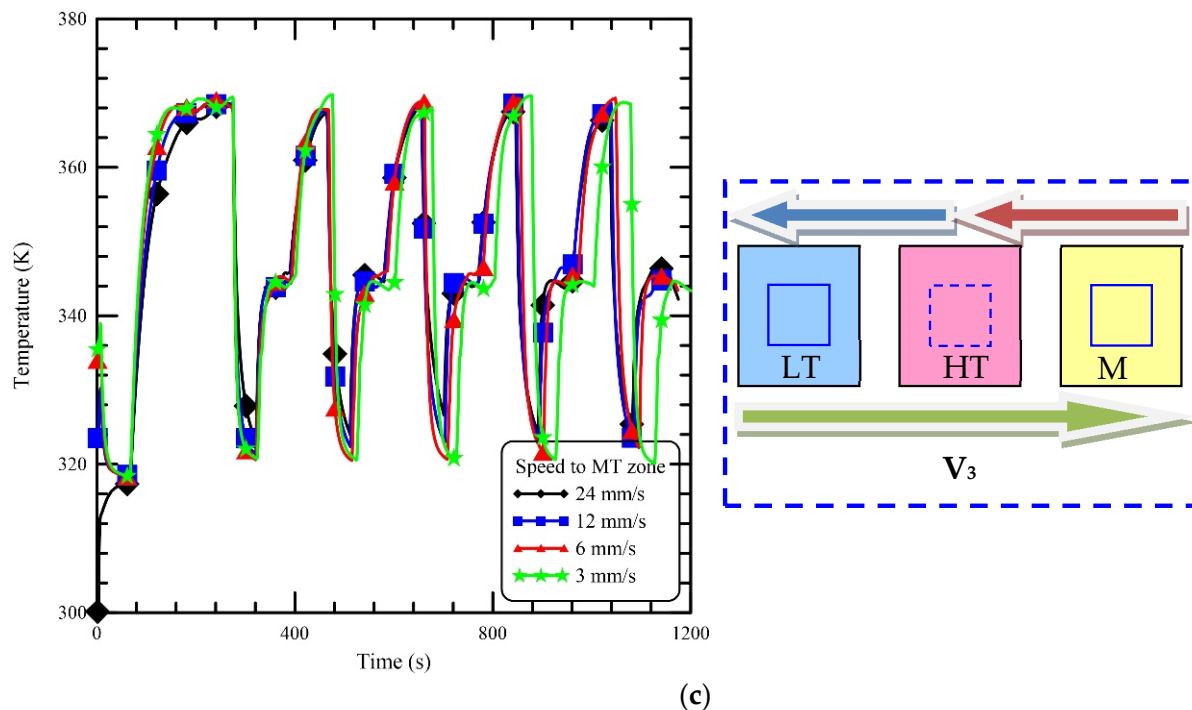 380
360
340
320
300
Temperature (K)
0
400
800
1200
Time (s)
Speed to MT zone
24 mm/s
12 mm/s
6 mm/s
3 mm/s
LT
HT
M
V₃
(c)